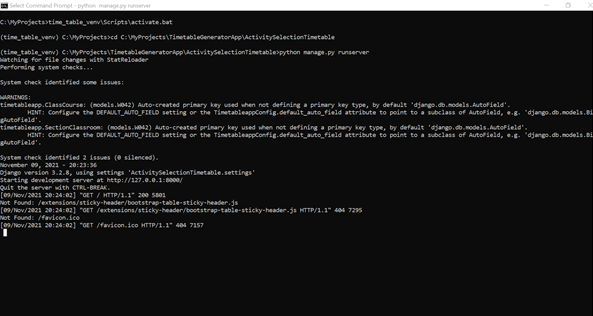 Select Command Prompt - python manage.py runserver
C:\MyProjects>time_table_venv\Scripts\activate.bat
(time_table_venv) C:\MyProjects>cd C:\MyProjects\TimetableGeneratorApp\ActivitySelectionTimetable
(time_table_venv) C:\MyProjects\TimetableGeneratorApp\ActivitySelectionTimetable>python manage.py runserver
Watching for file changes with StatReloader
Performing system checks...
System check identified some issues:
WARNINGS:
timetableapp.ClassCourse: (models.W042) Auto-created primary key used when not defining a primary key type, by default 'django.db.models.AutoField'.
HINT: Configure the DEFAULT_AUTO_FIELD setting or the TimetableappConfig.default_auto_field attribute to point to a subclass of AutoField, e.g. 'django.db.models.Bi
gAutoField'.
timetableapp.SectionClassroom: (models.W042) Auto-created primary key used when not defining a primary key type, by default 'django.db.models.AutoField'.
HINT: Configure the DEFAULT_AUTO_FIELD setting or the TimetableappConfig.default_auto_field attribute to point to a subclass of AutoField, e.g. 'django.db.models.Bi
gAutoField'.
System check identified 2 issues (0 silenced).
November 09, 2021 - 20:23:36
Django version 3.2.8, using settings 'ActivitySelectionTimetable.settings'
Starting development server at http://127.0.0.1:8000/
Quit the server with CTRL-BREAK.
[09/Nov/2021 20:24:02] "GET / HTTP/1.1" 200 5801
Not Found: /extensions/sticky-header/bootstrap-table-sticky-header.js
[09/Nov/2021 20:24:02] "GET /extensions/sticky-header/bootstrap-table-sticky-header.js HTTP/1.1" 404 7295
Not Found: /favicon.ico
[09/Nov/2021 20:24:02] "GET /favicon.ico HTTP/1.1" 404 7157